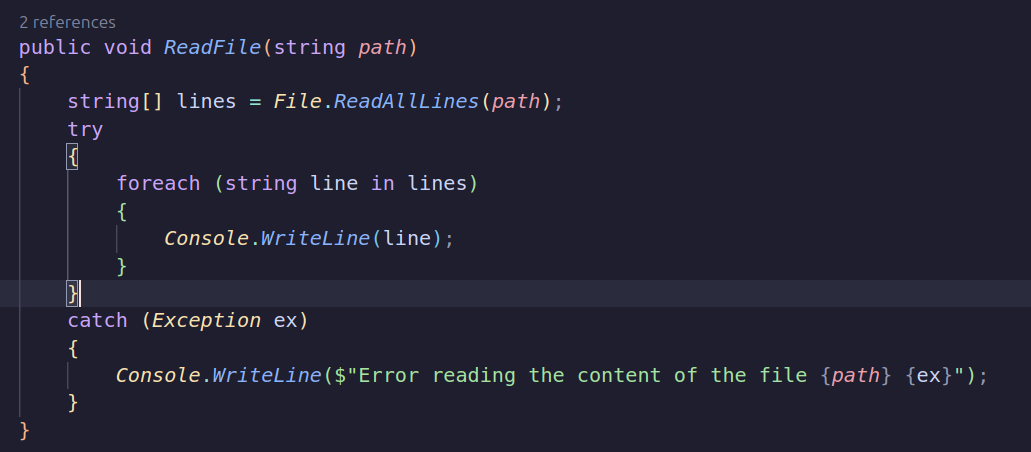 2 references
public void ReadFile(string path)
{
    string[] lines = File.ReadAllLines(path);
    try
    {
        foreach (string line in lines)
        {
            Console.WriteLine(line);
        }
    }
    catch (Exception ex)
    {
        Console.WriteLine($"Error reading the content of the file {path} {ex}");
    }
}